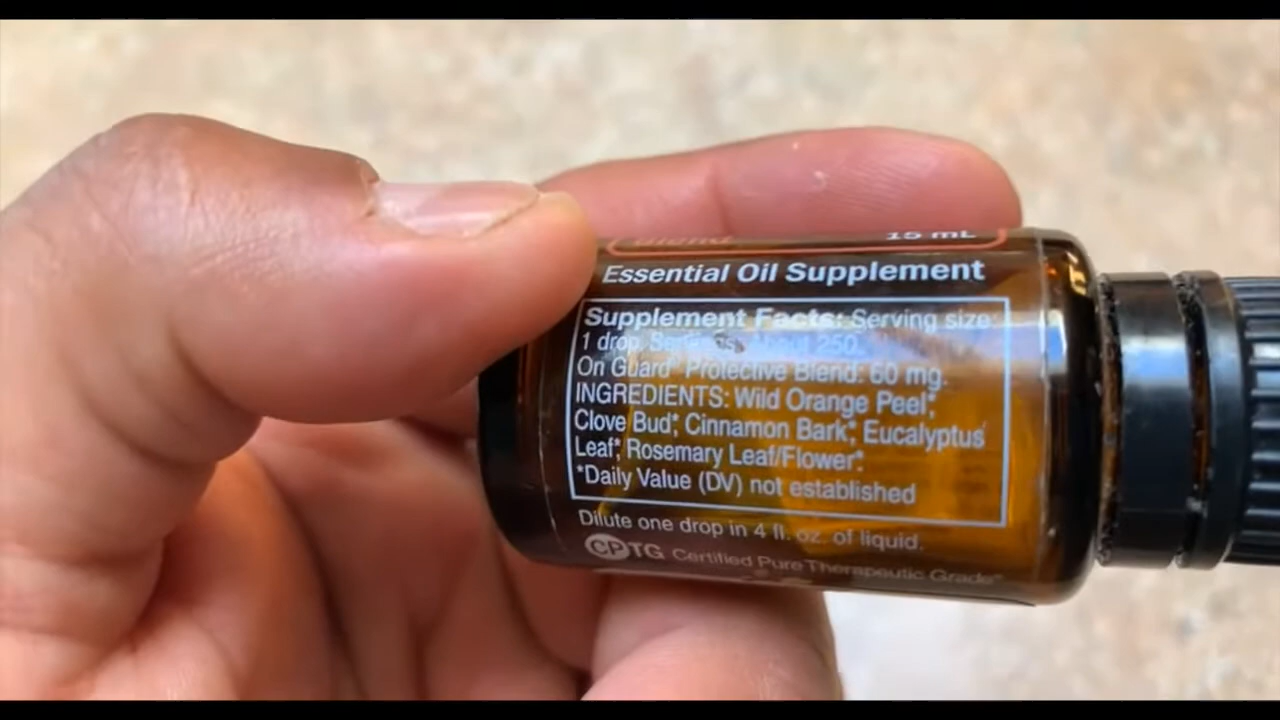 Blend 15 mL
Essential Oil Supplement
Supplement Facts: Serving size:
1 drop. Servings: About 250.
On Guard® Protective Blend: 60 mg.
INGREDIENTS: Wild Orange Peel*,
Clove Bud*, Cinnamon Bark*, Eucalyptus
Leaf*, Rosemary Leaf/Flower*.
*Daily Value (DV) not established
Dilute one drop in 4 fl. oz. of liquid.
CPTG Certified Pure Therapeutic Grade®